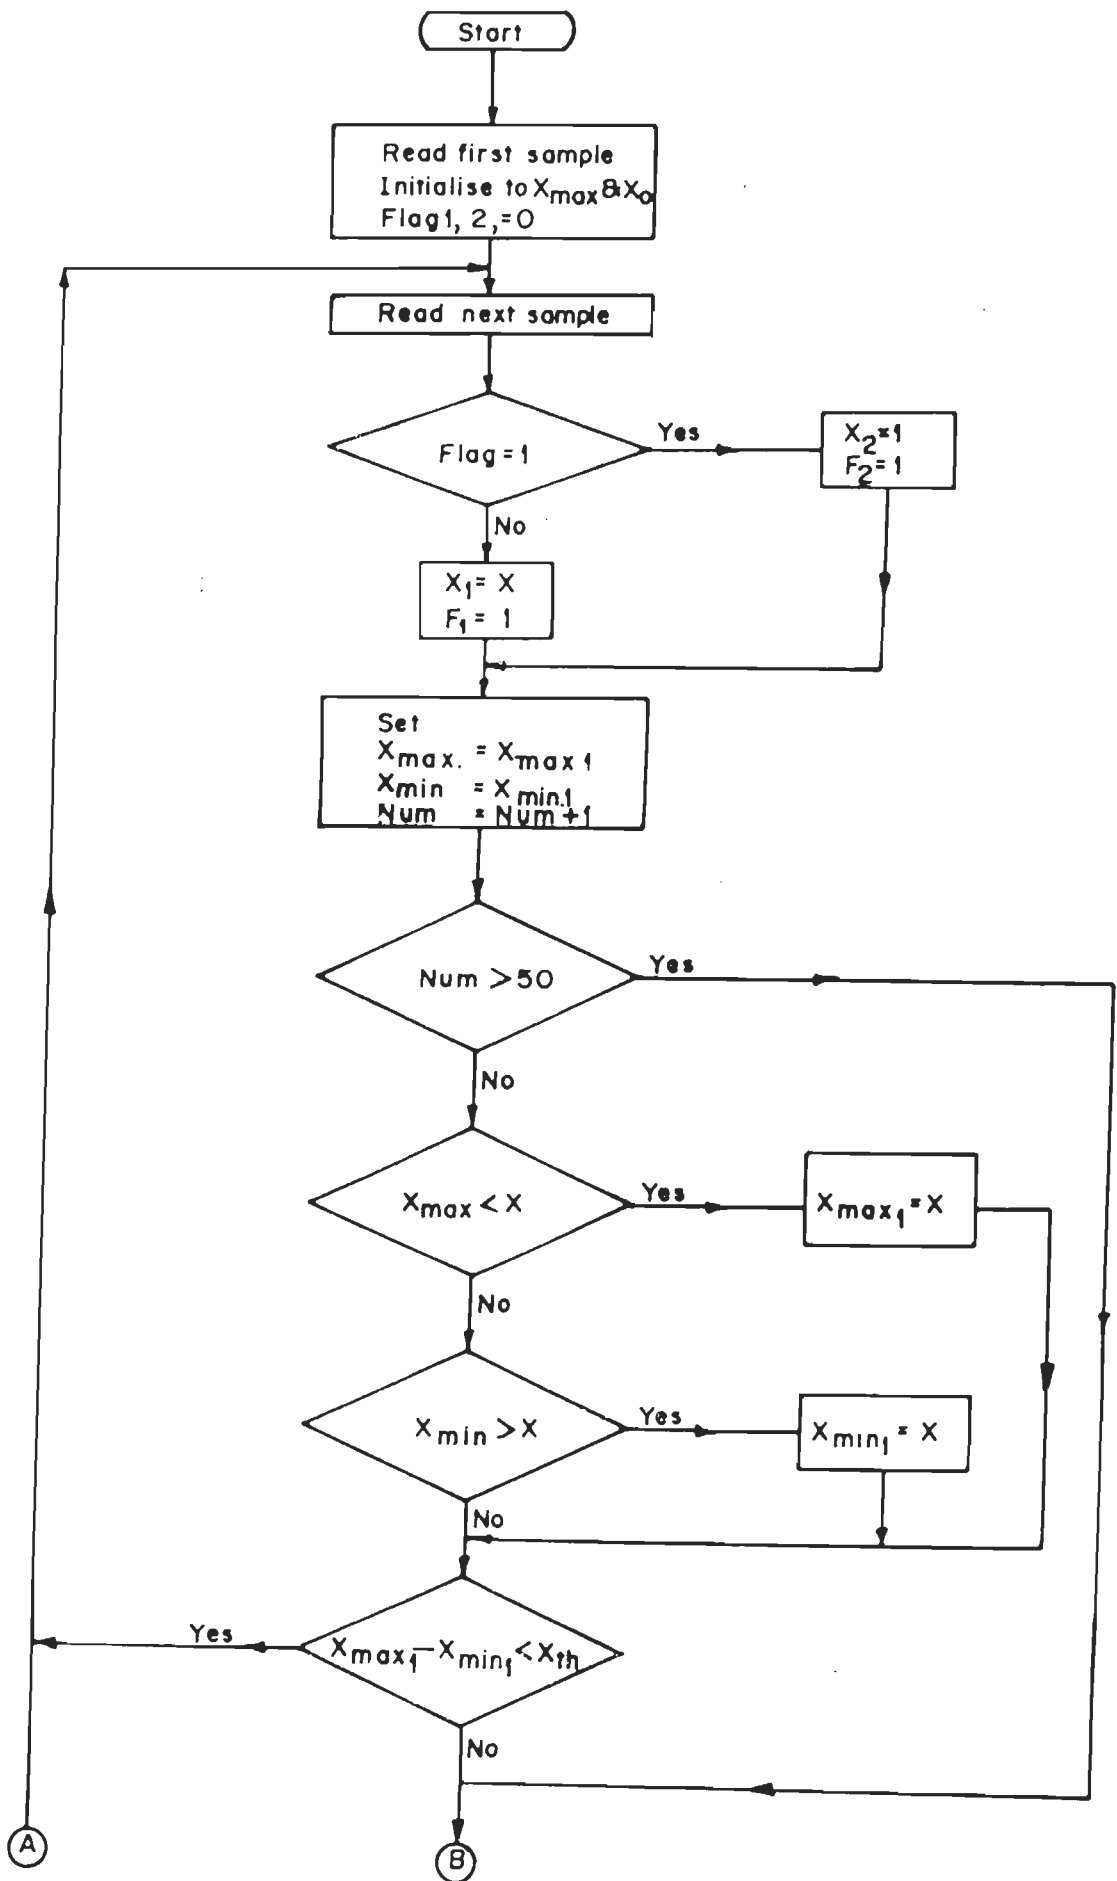 Start
Read first sample
Initialise to Xmax & Xo
Flag1, 2,=0
Read next sample
Flag=1
Yes
X2=1
F2=1
No
X1= X
F1= 1
Set
Xmax. = Xmax1
Xmin = Xmin.1
Num = Num+1
Num >50
Yes
No
Xmax < X
Yes
Xmax1=X
No
Xmin >X
Yes
Xmin1= X
No
Xmax1-Xmin1<Xth
Yes
No
A
B